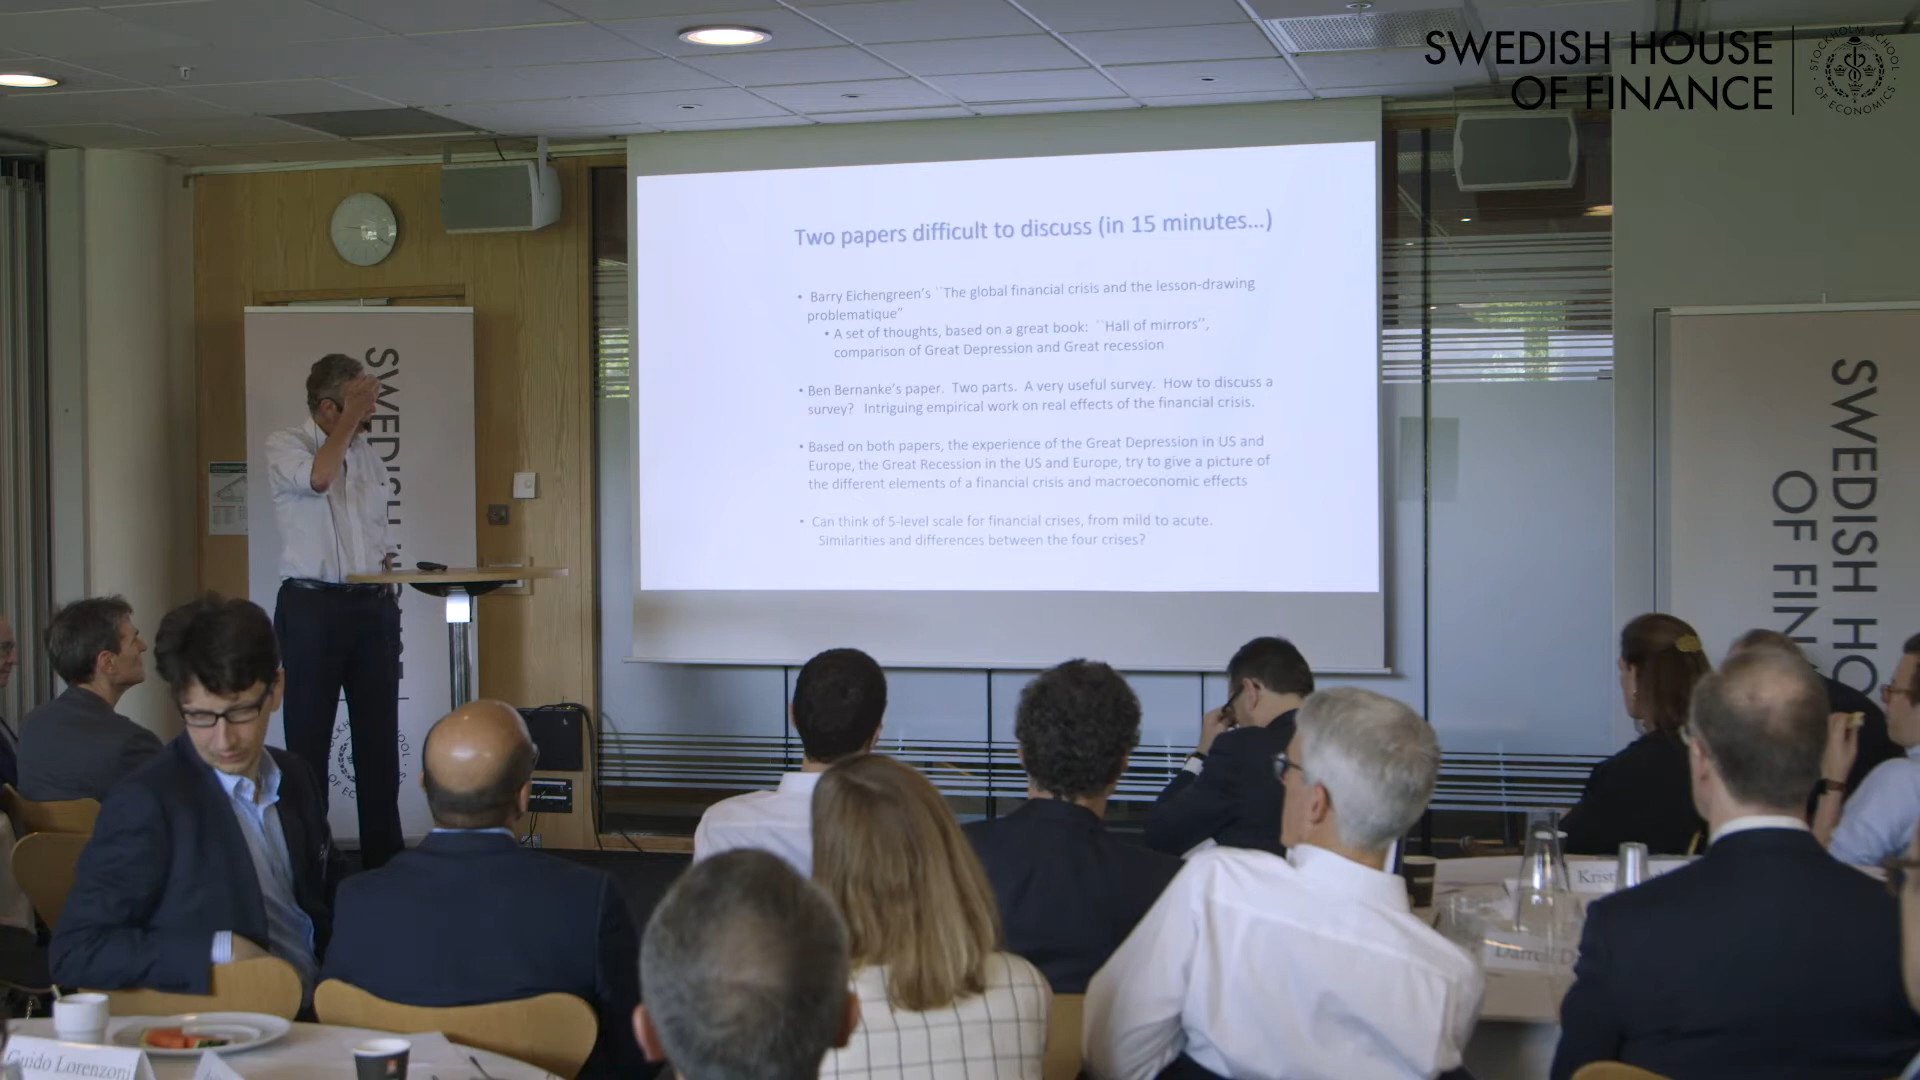 SWEDISH HOUSE
OF FINANCE
STOCKHOLM SCHOOL
OF ECONOMICS
Two papers difficult to discuss (in 15 minutes...)
• Barry Eichengreen's ``The global financial crisis and the lesson-drawing
problematique”
• A set of thoughts, based on a great book: ``Hall of mirrors’’,
comparison of Great Depression and Great recession
• Ben Bernanke's paper. Two parts. A very useful survey. How to discuss a
survey? Intriguing empirical work on real effects of the financial crisis.
• Based on both papers, the experience of the Great Depression in US and
Europe, the Great Recession in the US and Europe, try to give a picture of
the different elements of a financial crisis and macroeconomic effects
• Can think of 5-level scale for financial crises, from mild to acute.
Similarities and differences between the four crises?
SWEDISH
SWEDISH HO
OF FIN
Guido Lorenzoni